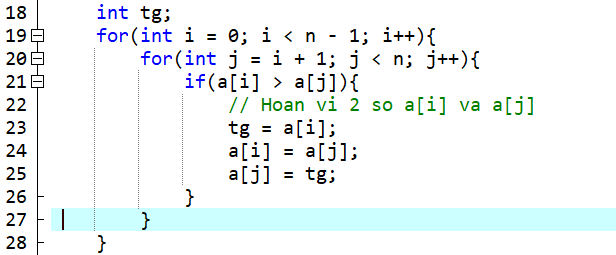 18 int tg;
19 for(int i = 0; i < n - 1; i++){
20 for(int j = i + 1; j < n; j++){
21 if(a[i] > a[j]){
22 // Hoan vi 2 so a[i] va a[j]
23 tg = a[i];
24 a[i] = a[j];
25 a[j] = tg;
26 }
27 }
28 }